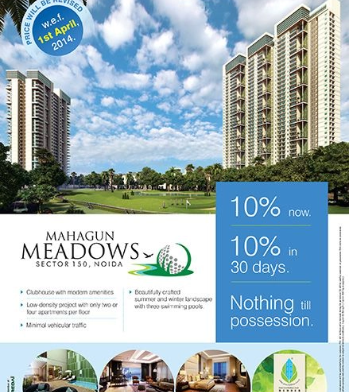 PRICE WILL BE REVISED
w.e.f.
1st April,
2014.
10% now.
10% in
30 days.
Nothing till
possession.
MAHAGUN
MEADOWS
SECTOR 150, NOIDA
Clubhouse with modern amenities
Low-density project with only two or
four apartments per floor
Minimal vehicular traffic
Beautifully crafted
summer and winter landscape
with three swimming pools